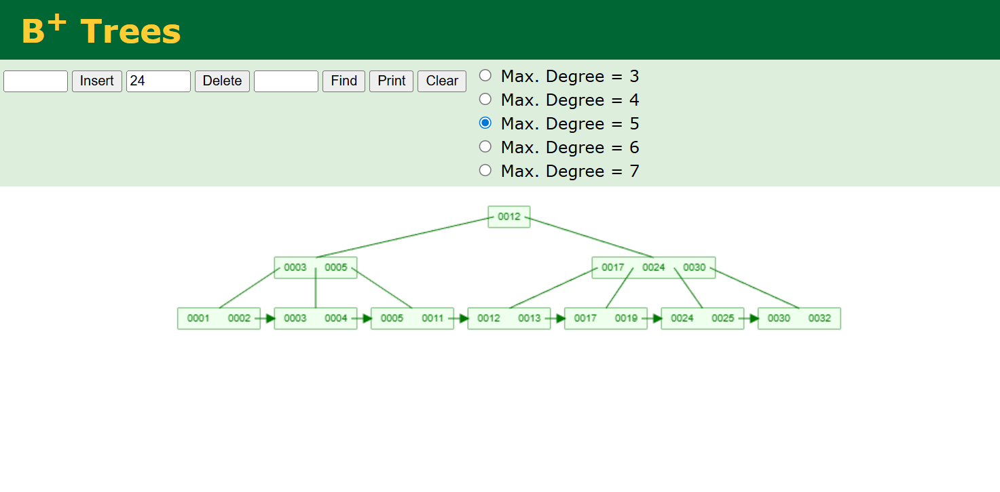 B+ Trees
Insert 24 Delete Find Print Clear
Max. Degree = 3
Max. Degree = 4
Max. Degree = 5
Max. Degree = 6
Max. Degree = 7
0012
0003 0005 0017 0024 0030
0001 0002 0003 0004 0005 0011 0012 0013 0017 0019 0024 0025 0030 0032